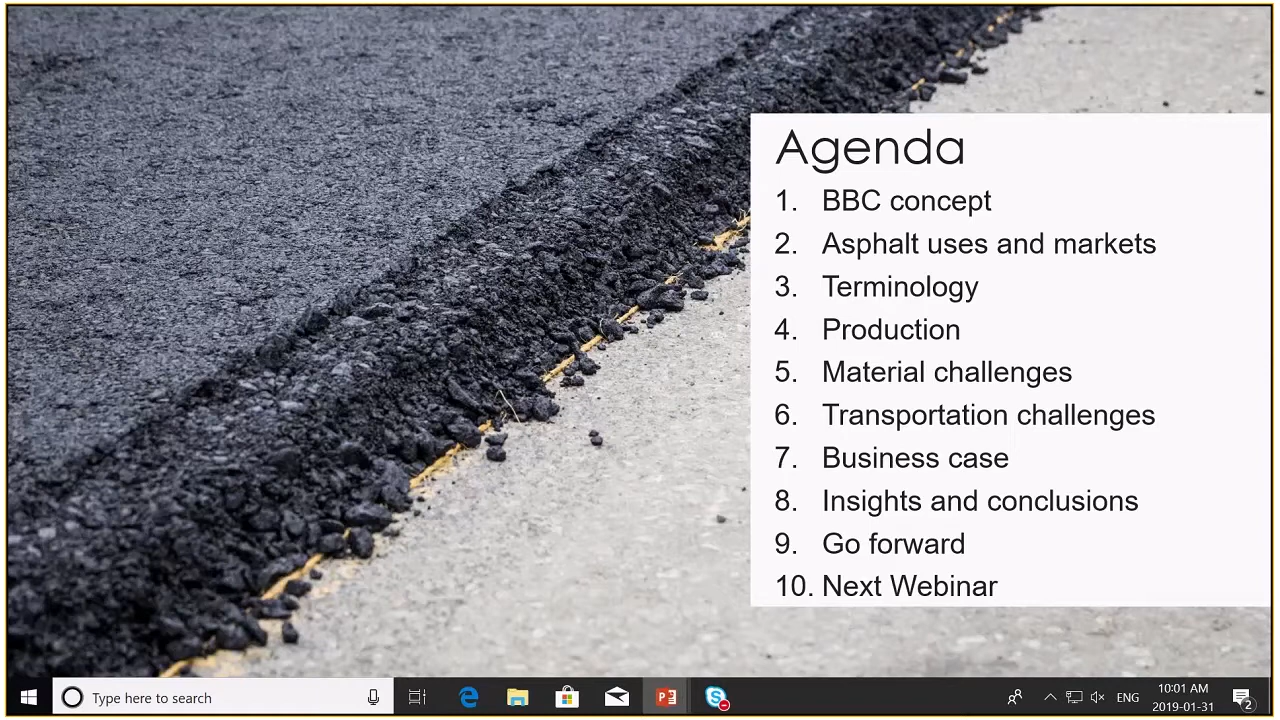 Agenda
1. BBC concept
2. Asphalt uses and markets
3. Terminology
4. Production
5. Material challenges
6. Transportation challenges
7. Business case
8. Insights and conclusions
9. Go forward
10. Next Webinar
Type here to search
ENG
10:01 AM
2019-01-31
2